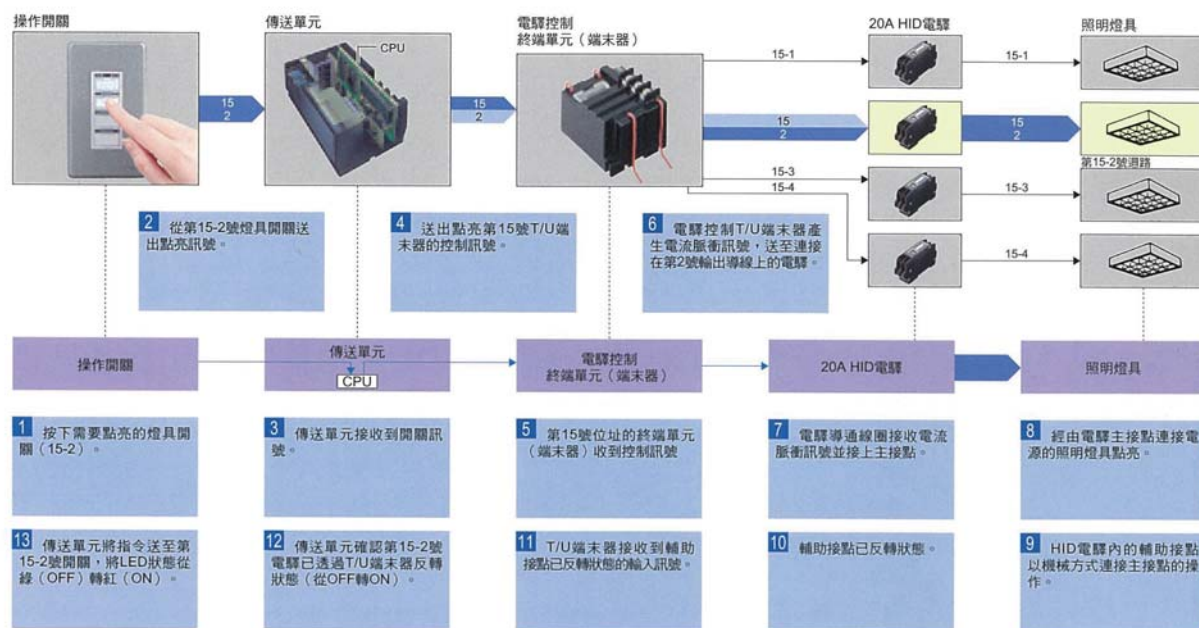 操作開關
傳送單元
電驛控制
終端單元（端末器）
20A HID電驛
照明燈具
CPU
15
2
15
2
15-1
15-1
15
2
15
2
第15-2號迴路
15-3
15-4
15-3
15-4
2 從第15-2號燈具開關送
出點亮訊號。
4 送出點亮第15號T/U端
末器的控制訊號。
6 電驛控制T/U端末器產
生電流脈衝訊號，送至連接
在第2號輸出導線上的電驛。
操作開關
傳送單元
CPU
電驛控制
終端單元（端末器）
20A HID電驛
照明燈具
1 按下需要點亮的燈具開
關（15-2）。
3 傳送單元接收到開關訊
號。
5 第15號位址的終端單元
（端末器）收到控制訊號
7 電驛導通線圈接收電流
脈衝訊號並接上主接點。
8 經由電驛主接點連接電
源的照明燈具點亮。
13 傳送單元將指令送至第
15-2號開關，將LED狀態從
綠（OFF）轉紅（ON）。
12 傳送單元確認第15-2號
電驛已透過T/U端末器反轉
狀態（從OFF轉ON）。
11 T/U端末器接收到輔助
接點已反轉狀態的輸入訊號。
10 輔助接點已反轉狀態。
9 HID電驛內的輔助接點
以機械方式連接主接點的操
作。